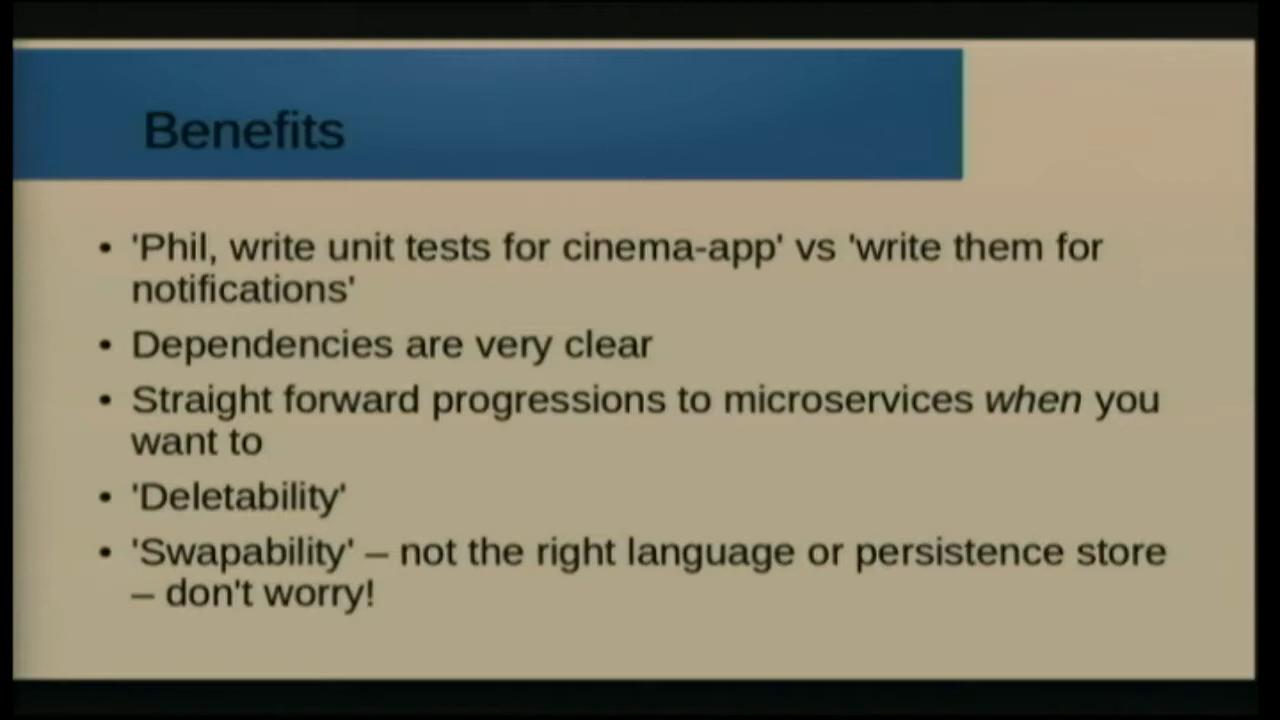 Benefits
• 'Phil, write unit tests for cinema-app' vs 'write them for
notifications'
• Dependencies are very clear
• Straight forward progressions to microservices when you
want to
• 'Deletability'
• 'Swapability' – not the right language or persistence store
– don't worry!